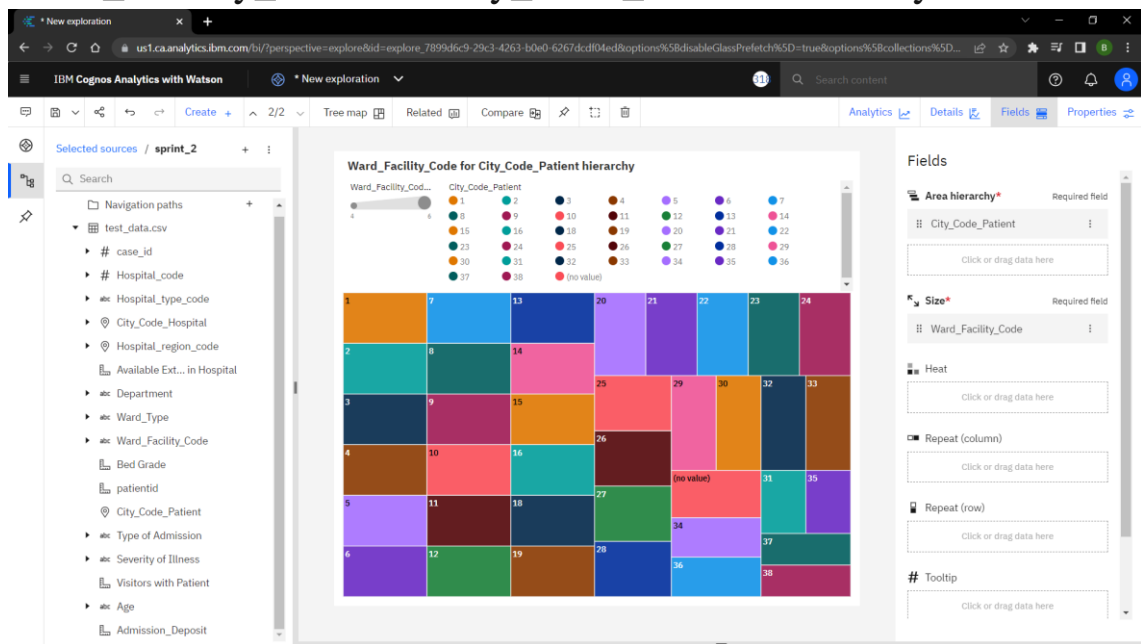 * New exploration
us1.ca.analytics.ibm.com/bi/?perspective=explore&id=explore_7899d6c9-29c3-4263-b0e0-6267dcdf04ed&options%5BdisableGlassPrefetch%5D=true&options%5Bcollections%5D...
B
IBM Cognos Analytics with Watson
* New exploration
Search content
Create +
2/2
Tree map
Related
Compare
Analytics
Details
Fields
Properties
Selected sources / sprint_2
Search
Navigation paths
test_data.csv
# case_id
# Hospital_code
abc Hospital_type_code
City_Code_Hospital
Hospital_region_code
Available Ext... in Hospital
abc Department
abc Ward_Type
abc Ward_Facility_Code
Bed Grade
patientid
City_Code_Patient
abc Type of Admission
abc Severity of Illness
Visitors with Patient
abc Age
Admission_Deposit
Ward_Facility_Code for City_Code_Patient hierarchy
Ward_Facility_Cod...
4 6
City_Code_Patient
1 2 3 4 5 6 7
8 9 10 11 12 13 14
15 16 18 19 20 21 22
23 24 25 26 27 28 29
30 31 32 33 34 35 36
37 38 (no value)
1 7 13 20 21 22 23 24
2 8 14
25 29 30 32 33
3 9 15
26
4 10 16
(no value) 31 35
27
5 11 18
34
37
6 12 19 28
36
38
Fields
Area hierarchy* Required field
City_Code_Patient
Click or drag data here
Size* Required field
Ward_Facility_Code
Heat
Click or drag data here
Repeat (column)
Click or drag data here
Repeat (row)
Click or drag data here
# Tooltip
Click or drag data here